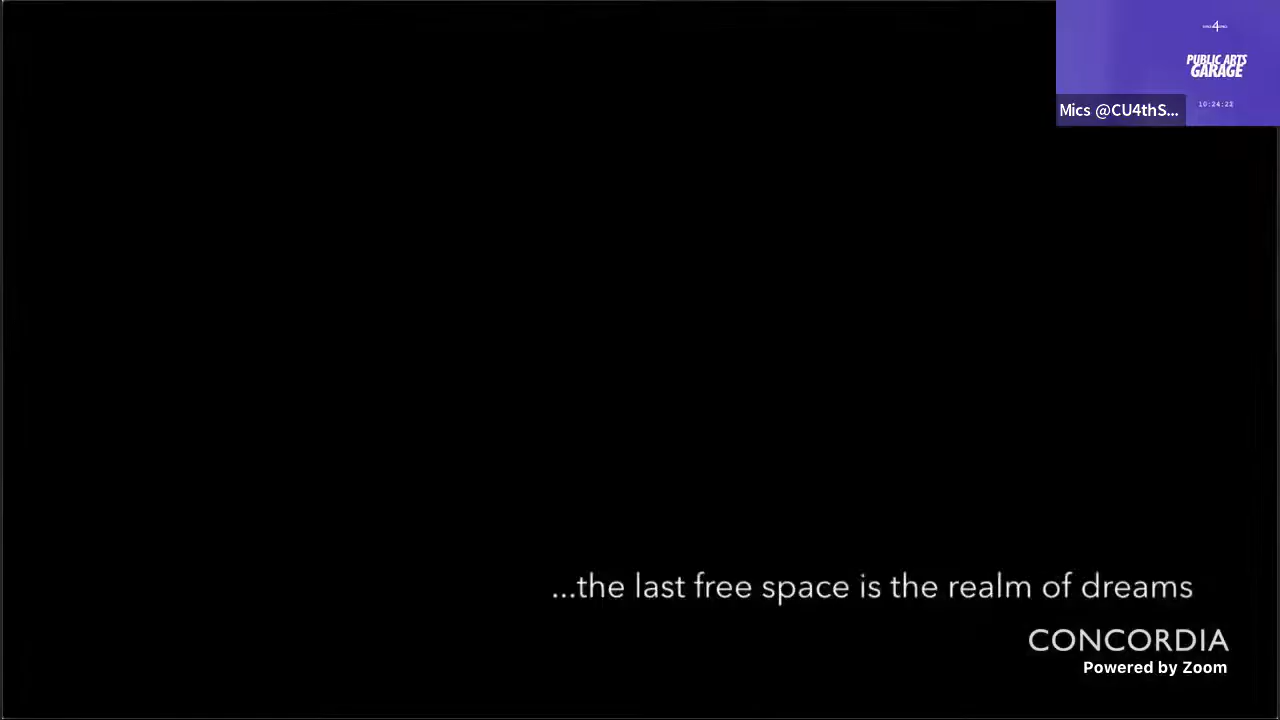 4
PUBLIC ARTS
GARAGE
Mics @CU4thS...
10:24:22
...the last free space is the realm of dreams
CONCORDIA
Powered by Zoom